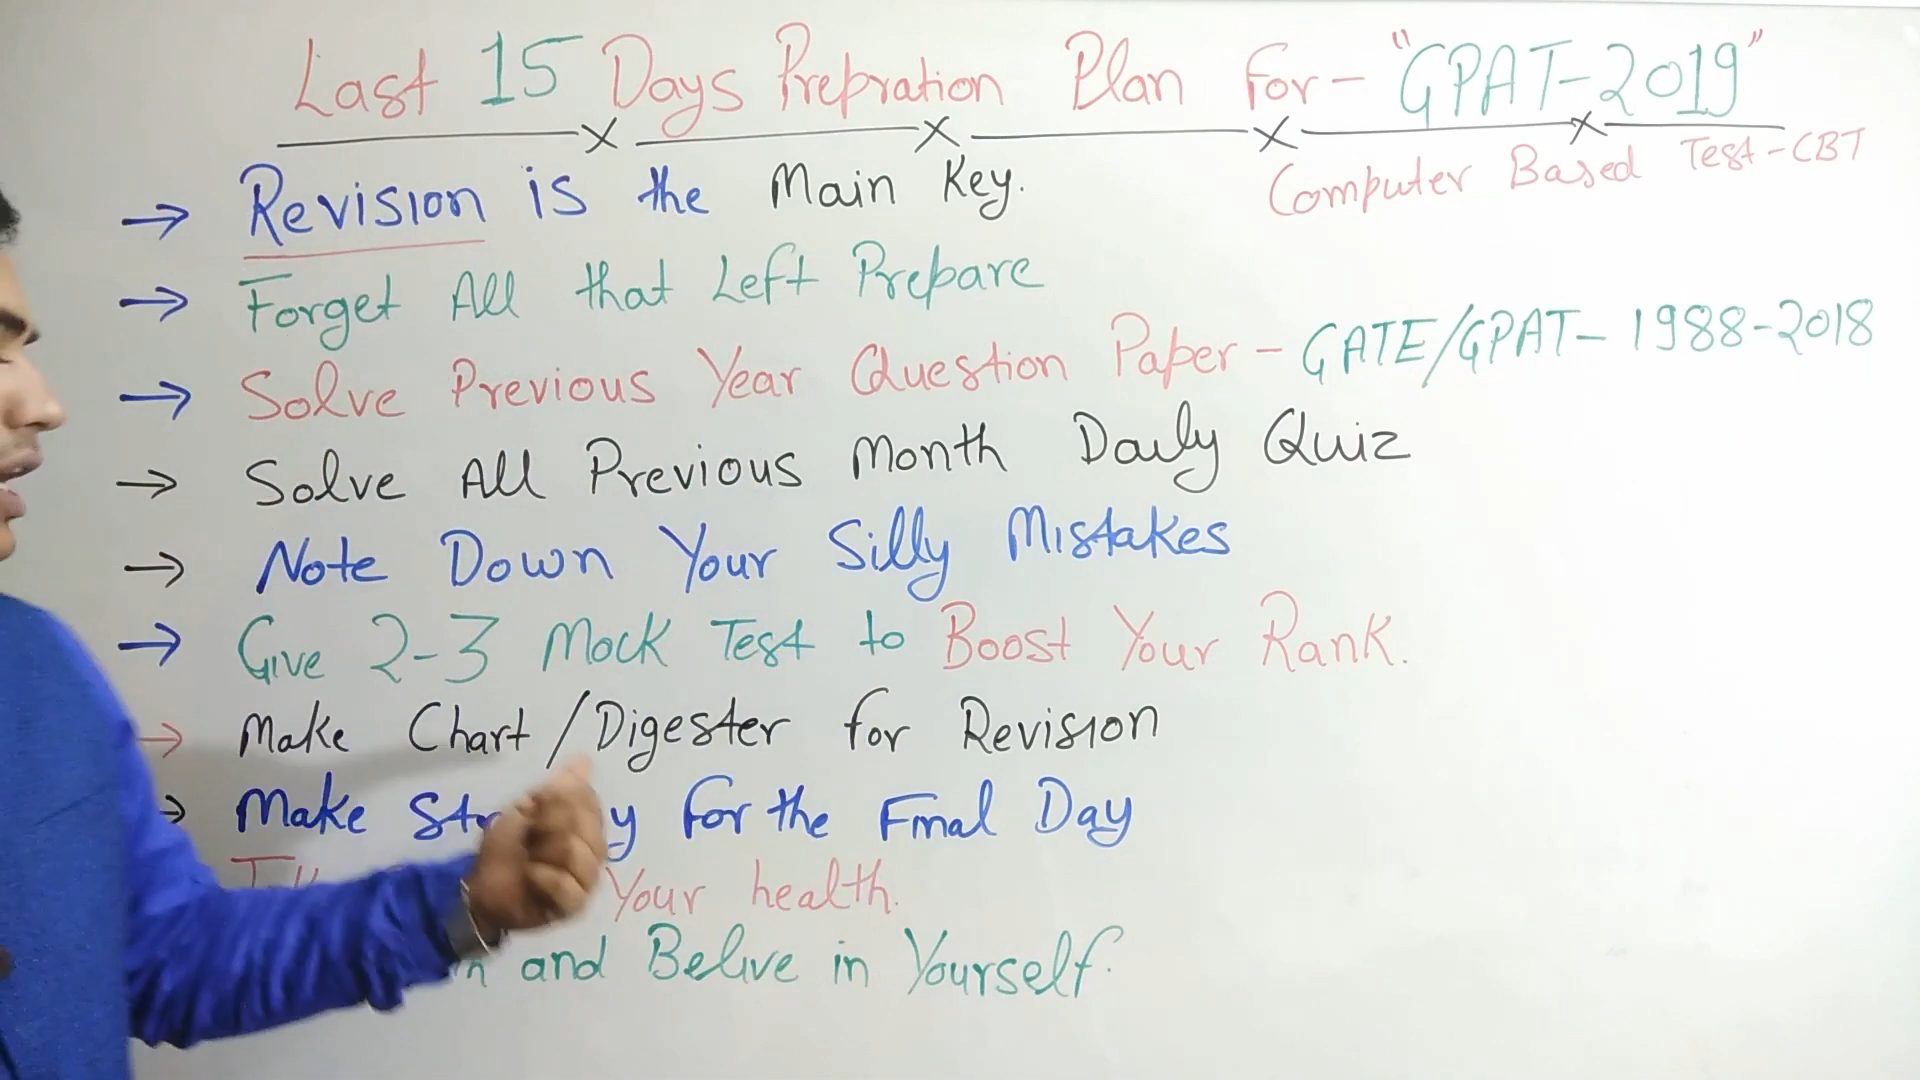 Last 15 Days Prepration Plan For - "GPAT-2019"
Computer Based Test-CBT
→ Revision is the Main Key.
→ Forget All that Left Prepare
→ Solve Previous Year Question Paper - GATE/GPAT- 1988-2018
→ Solve All Previous Month Daily Quiz
→ Note Down Your Silly Mistakes
→ Give 2-3 Mock Test to Boost Your Rank.
→ Make Chart/Digester for Revision
→ Make for the Final Day
Your health.
and Belive in Yourself.